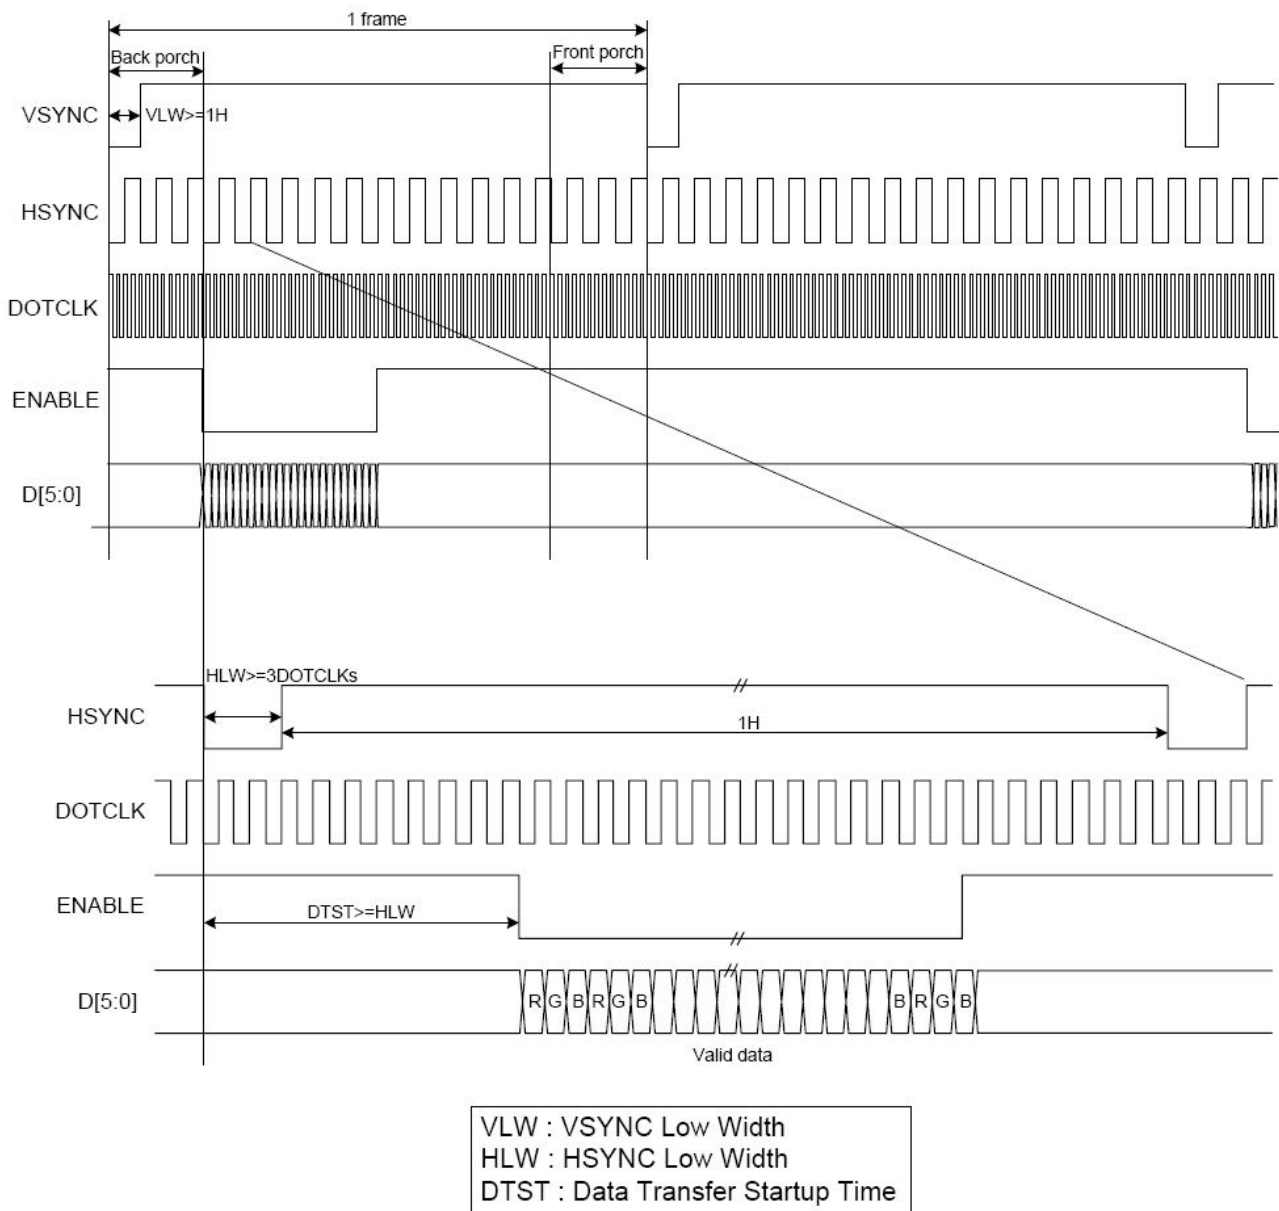 1 frame
Back porch
Front porch
VSYNC
VLW>=1H
HSYNC
DOTCLK
ENABLE
D[5:0]
HLW>=3DOTCLKs
HSYNC
1H
DOTCLK
ENABLE
DTST>=HLW
D[5:0]
R G B R G B B R G B
Valid data
VLW : VSYNC Low Width
HLW : HSYNC Low Width
DTST : Data Transfer Startup Time